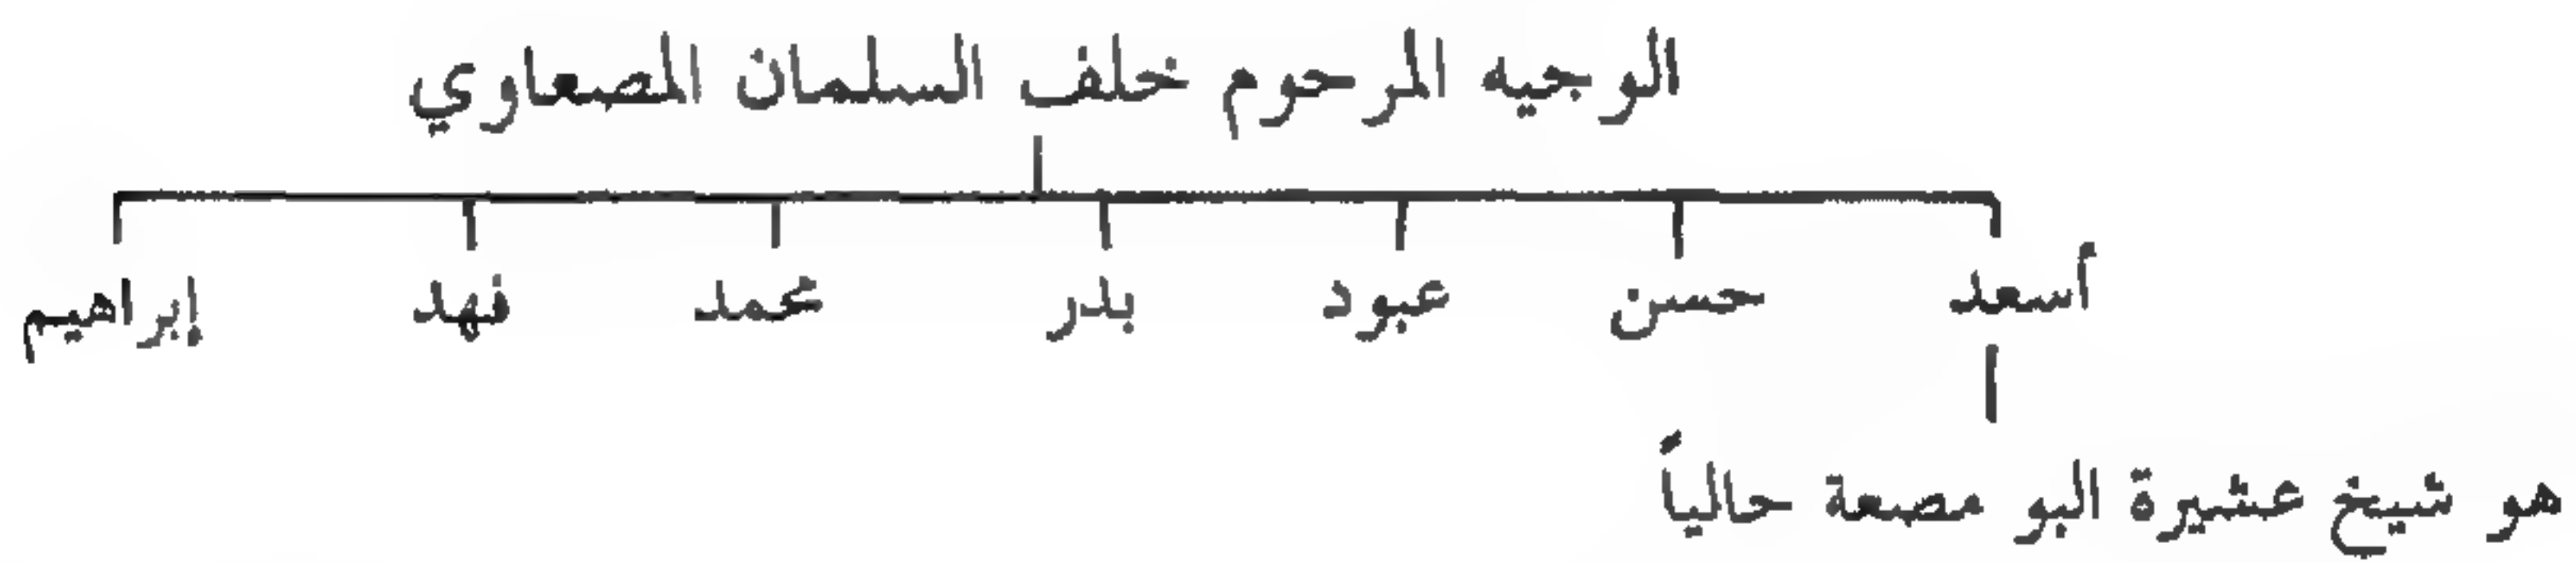 الوجيه المرحوم خلف السلمان المصعاوي
أسعد حسن عبود بدر محمد فهد إبراهيم
هو شيخ عشيرة البو مصعة حالياً